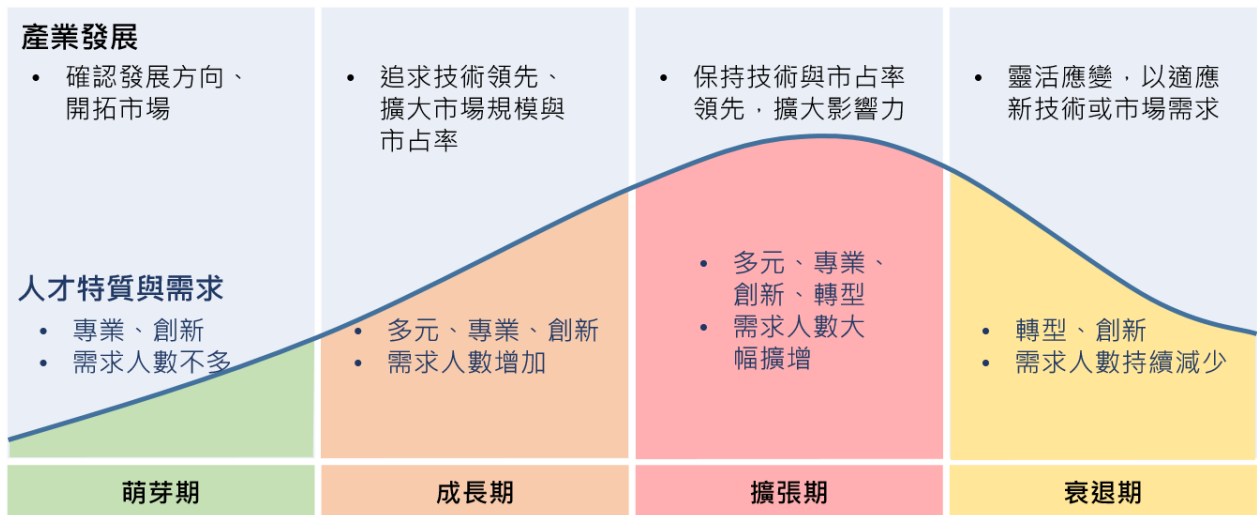 產業發展
• 確認發展方向、
開拓市場
• 追求技術領先、
擴大市場規模與
市占率
• 保持技術與市占率
領先，擴大影響力
• 靈活應變，以適應
新技術或市場需求
人才特質與需求
• 專業、創新
• 需求人數不多
• 多元、專業、創新
• 需求人數增加
• 多元、專業、
創新、轉型
• 需求人數大
幅擴增
• 轉型、創新
• 需求人數持續減少
萌芽期
成長期
擴張期
衰退期